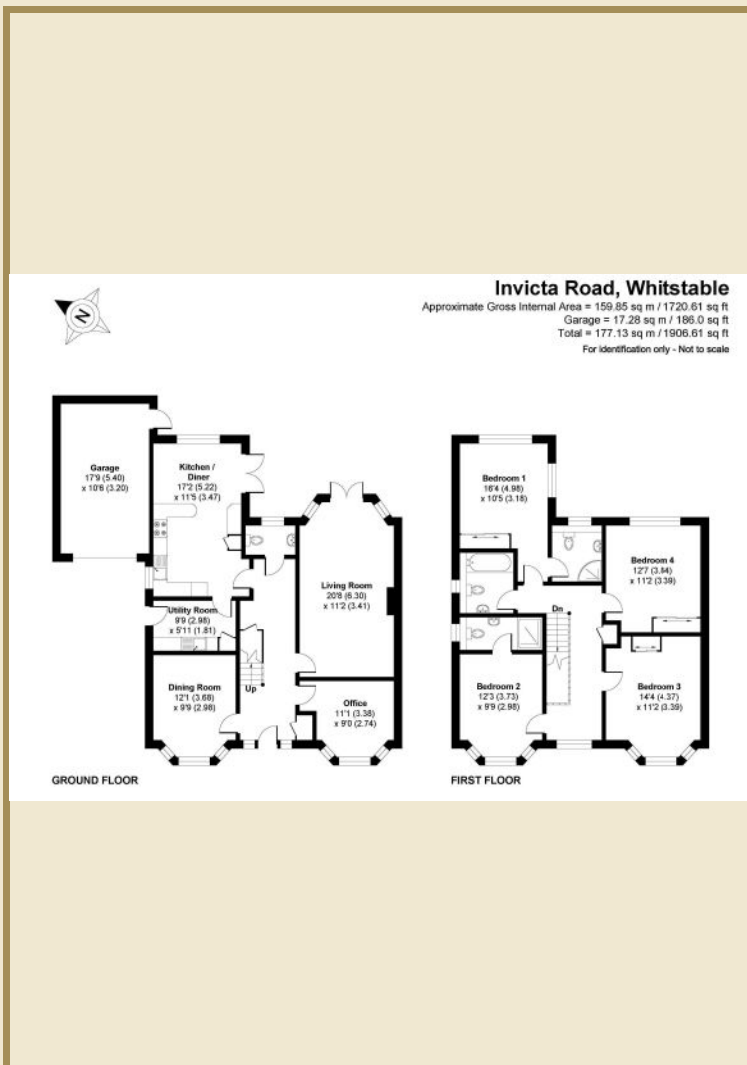 Invicta Road, Whitstable
Approximate Gross Internal Area = 159.85 sq m / 1720.61 sq ft
Garage = 17.28 sq m / 186.0 sq ft
Total = 177.13 sq m / 1906.61 sq ft
For identification only - Not to scale
N
Garage
17'9 (5.40)
x 10'6 (3.20)
Kitchen /
Diner
17'2 (5.22)
x 11'5 (3.47)
Living Room
20'8 (6.30)
x 11'2 (3.41)
Utility Room
9'9 (2.98)
x 5'11 (1.81)
Dining Room
12'1 (3.68)
x 9'9 (2.98)
Up
Office
11'1 (3.38)
x 9'0 (2.74)
GROUND FLOOR
Bedroom 1
16'4 (4.98)
x 10'5 (3.18)
Bedroom 4
12'7 (3.84)
x 11'2 (3.39)
Dn
Bedroom 2
12'3 (3.73)
x 9'9 (2.98)
Bedroom 3
14'4 (4.37)
x 11'2 (3.39)
FIRST FLOOR